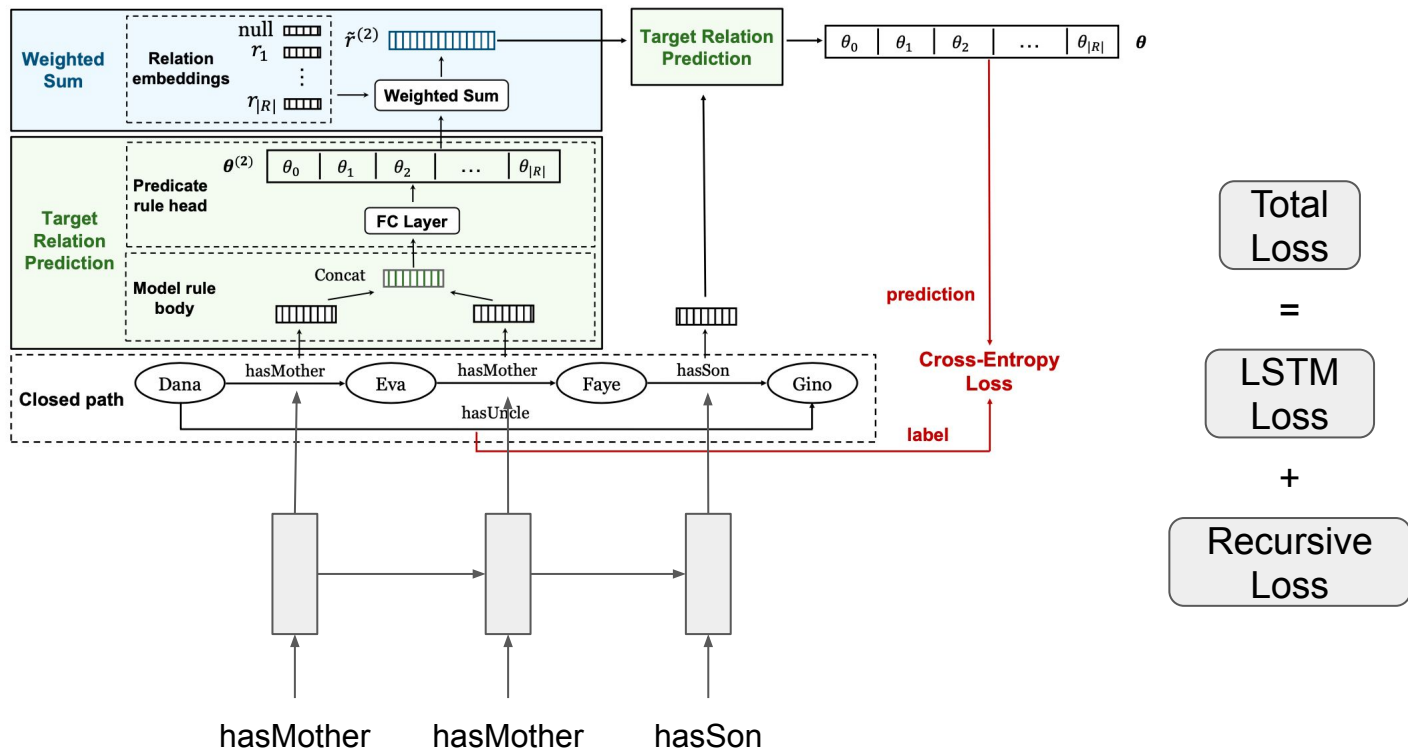 Weighted
Sum
Relation
embeddings
null
r₁
⋮
r|R|
r̃⁽²⁾
Weighted Sum
Target Relation
Prediction
θ₀ θ₁ θ₂ … θ|R| θ
Target
Relation
Prediction
Predicate
rule head
θ⁽²⁾ θ₀ θ₁ θ₂ … θ|R|
FC Layer
Model rule
body
Concat
Closed path
Dana hasMother Eva hasMother Faye hasSon Gino
hasUncle
prediction
Cross-Entropy
Loss
label
hasMother hasMother hasSon
Total
Loss
=
LSTM
Loss
+
Recursive
Loss